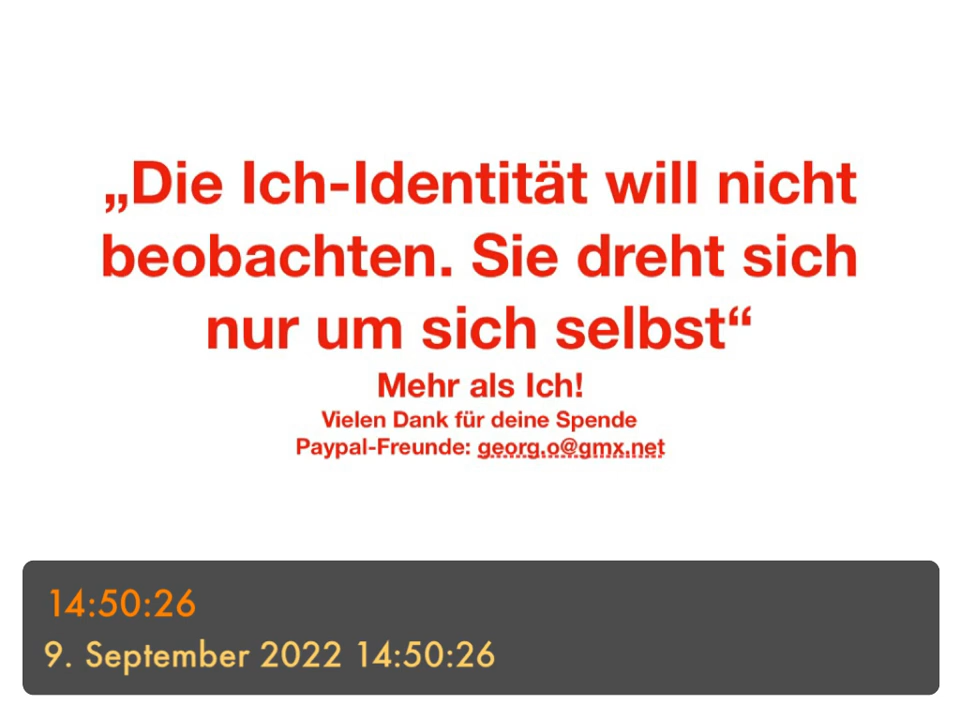 „Die Ich-Identität will nicht
beobachten. Sie dreht sich
nur um sich selbst“
Mehr als Ich!
Vielen Dank für deine Spende
Paypal-Freunde: georg.o@gmx.net
14:50:26
9. September 2022 14:50:26